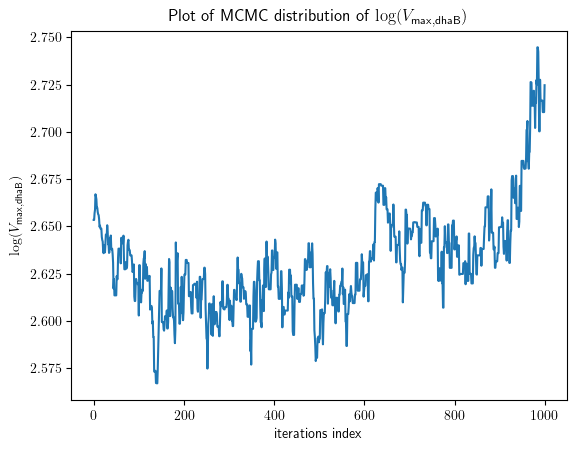 Plot of MCMC distribution of log(V_max,dhaB)
2.750
2.725
2.700
2.675
2.650
2.625
2.600
2.575
log(V_max,dhaB)
0 200 400 600 800 1000
iterations index